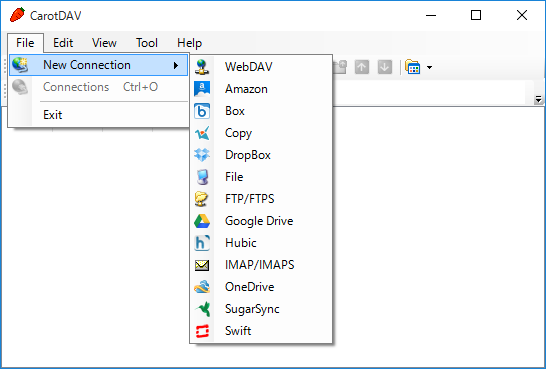 CarotDAV
File Edit View Tool Help
New Connection
Connections Ctrl+O
Exit
WebDAV
Amazon
Box
Copy
DropBox
File
FTP/FTPS
Google Drive
Hubic
IMAP/IMAPS
OneDrive
SugarSync
Swift